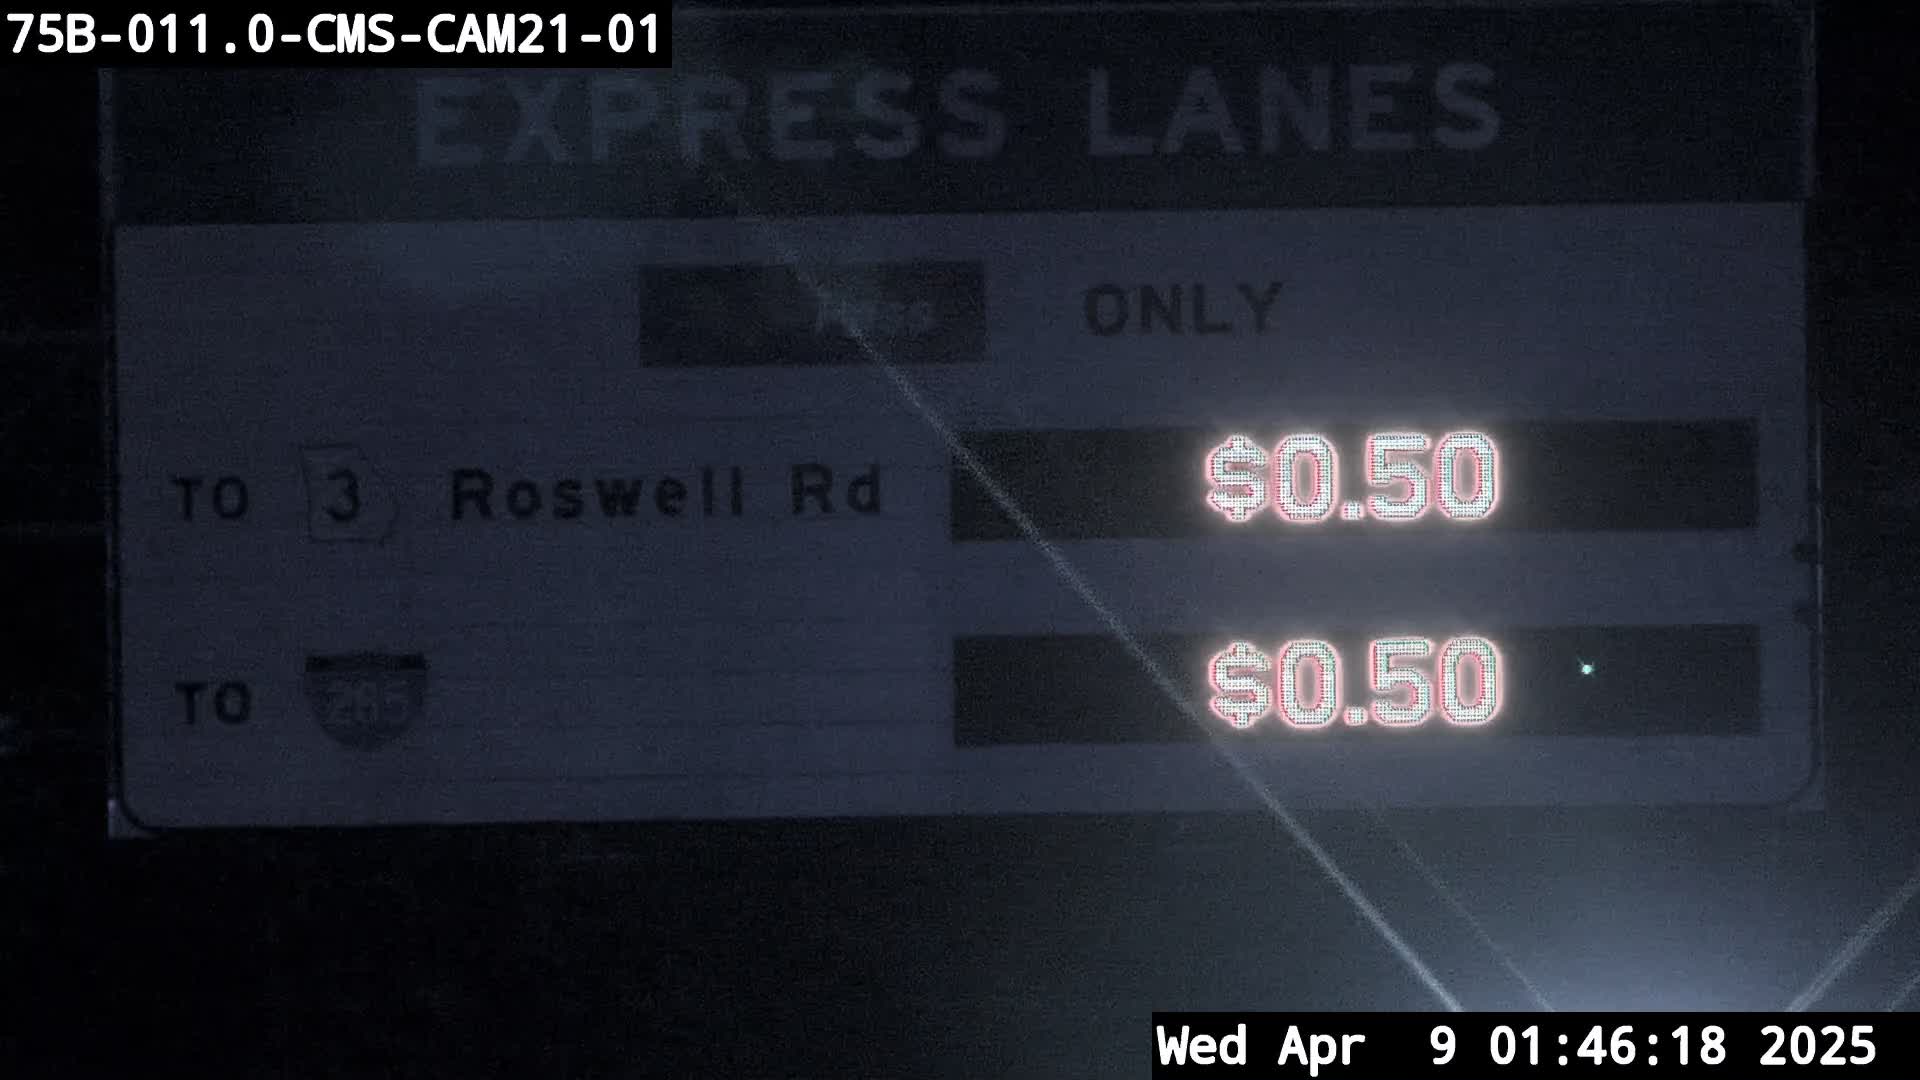 75B-011.0-CMS-CAM21-01
EXPRESS LANES
ONLY
TO 3 Roswell Rd $0.50
TO 285 $0.50
Wed Apr 9 01:46:18 2025